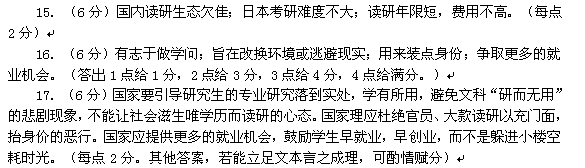 15．（6 分）国内读研生态欠佳；日本考研难度不大；读研年限短，费用不高。（每点
2 分）↵
16．（6 分）有志于做学问；旨在改换环境或逃避现实；用来装点身份；争取更多的就
业机会。（答出 1 点给 1 分，2 点给 3 分，3 点给 4 分，4 点给满分。）↵
17．（6 分）国家要引导研究生的专业研究落到实处，学有所用，避免文科“研而无用”
的悲剧现象，不能让社会滋生唯学历而读研的心态。国家理应杜绝官员、大款读研以充门面，
抬身价的恶行。国家应提供更多的就业机会，鼓励学生早就业，早创业，而不是躲进小楼空
耗时光。（每点 2 分。其他答案，若能立足文本言之成理，可酌情赋分）↵